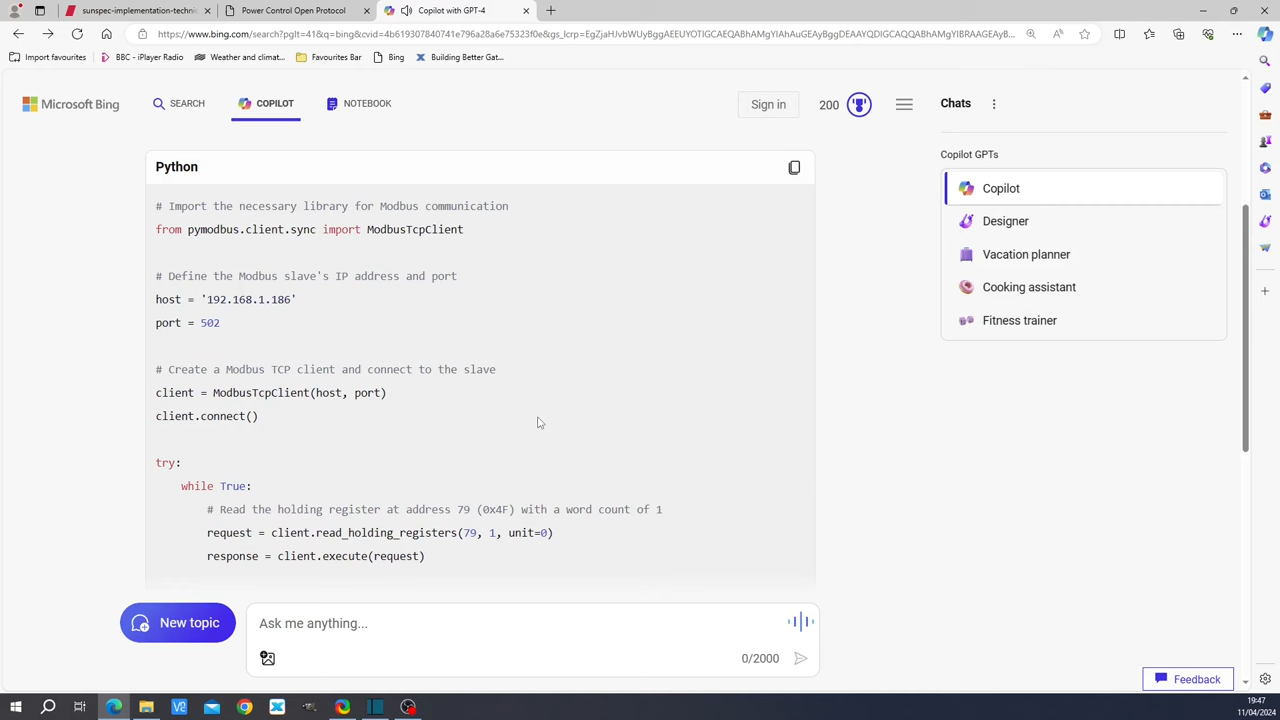 sunspec-implementation-technic
Power Control Open Protocol
Copilot with GPT-4
https://www.bing.com/search?pglt=41&q=bing&cvid=4b619307840741e796a28a6e75323f0e&gs_lcrp=EgZjaHJvbWUyBggAEEUYOTIGCAEQABhAMgYIAhAuGEAyBggDEAAYQDIGCAQQABhAMgYIBRAAGEAyB...
Import favourites
BBC - iPlayer Radio
Weather and climat...
Favourites Bar
Bing
Building Better Gat...
Microsoft Bing
SEARCH
COPILOT
NOTEBOOK
Sign in
200
Chats
Copilot GPTs
Copilot
Designer
Vacation planner
Cooking assistant
Fitness trainer
Python
# Import the necessary library for Modbus communication
from pymodbus.client.sync import ModbusTcpClient
# Define the Modbus slave's IP address and port
host = '192.168.1.186'
port = 502
# Create a Modbus TCP client and connect to the slave
client = ModbusTcpClient(host, port)
client.connect()
try:
while True:
# Read the holding register at address 79 (0x4F) with a word count of 1
request = client.read_holding_registers(79, 1, unit=0)
response = client.execute(request)
New topic
Ask me anything...
0/2000
Feedback
19:47
11/04/2024